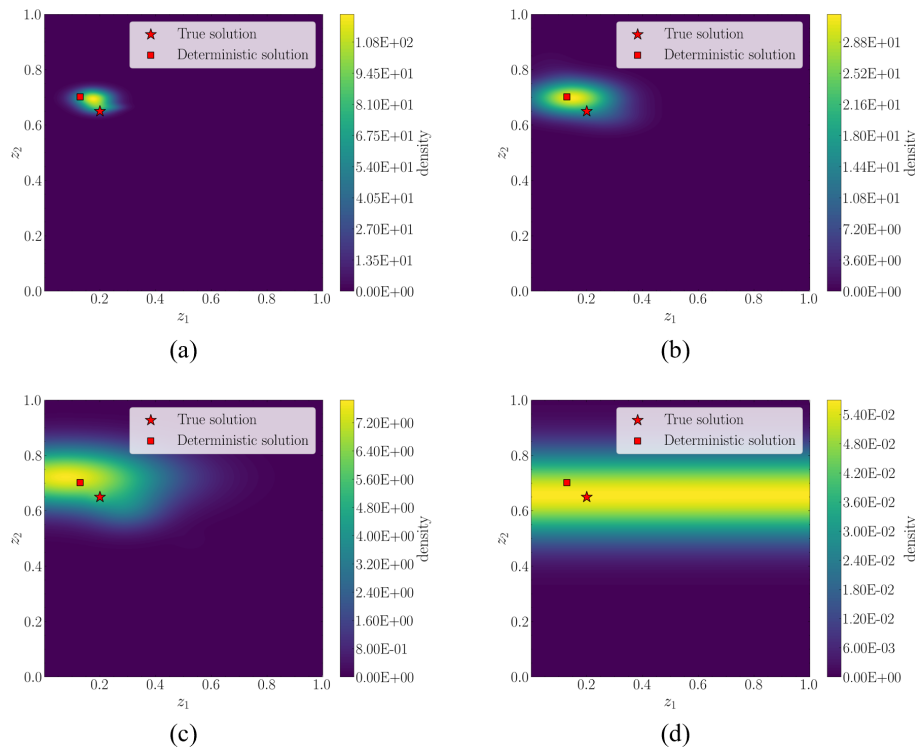 1.0
0.8
0.6
0.4
0.2
0.0
z2
0.2 0.4 0.6 0.8 1.0
z1
True solution
Deterministic solution
1.08E+02
9.45E+01
8.10E+01
6.75E+01
5.40E+01
4.05E+01
2.70E+01
1.35E+01
0.00E+00
density
(a)
1.0
0.8
0.6
0.4
0.2
0.0
z2
0.2 0.4 0.6 0.8 1.0
z1
True solution
Deterministic solution
2.88E+01
2.52E+01
2.16E+01
1.80E+01
1.44E+01
1.08E+01
7.20E+00
3.60E+00
0.00E+00
density
(b)
1.0
0.8
0.6
0.4
0.2
0.0
z2
0.2 0.4 0.6 0.8 1.0
z1
True solution
Deterministic solution
7.20E+00
6.40E+00
5.60E+00
4.80E+00
4.00E+00
3.20E+00
2.40E+00
1.60E+00
8.00E-01
0.00E+00
density
(c)
1.0
0.8
0.6
0.4
0.2
0.0
z2
0.2 0.4 0.6 0.8 1.0
z1
True solution
Deterministic solution
5.40E-02
4.80E-02
4.20E-02
3.60E-02
3.00E-02
2.40E-02
1.80E-02
1.20E-02
6.00E-03
0.00E+00
density
(d)